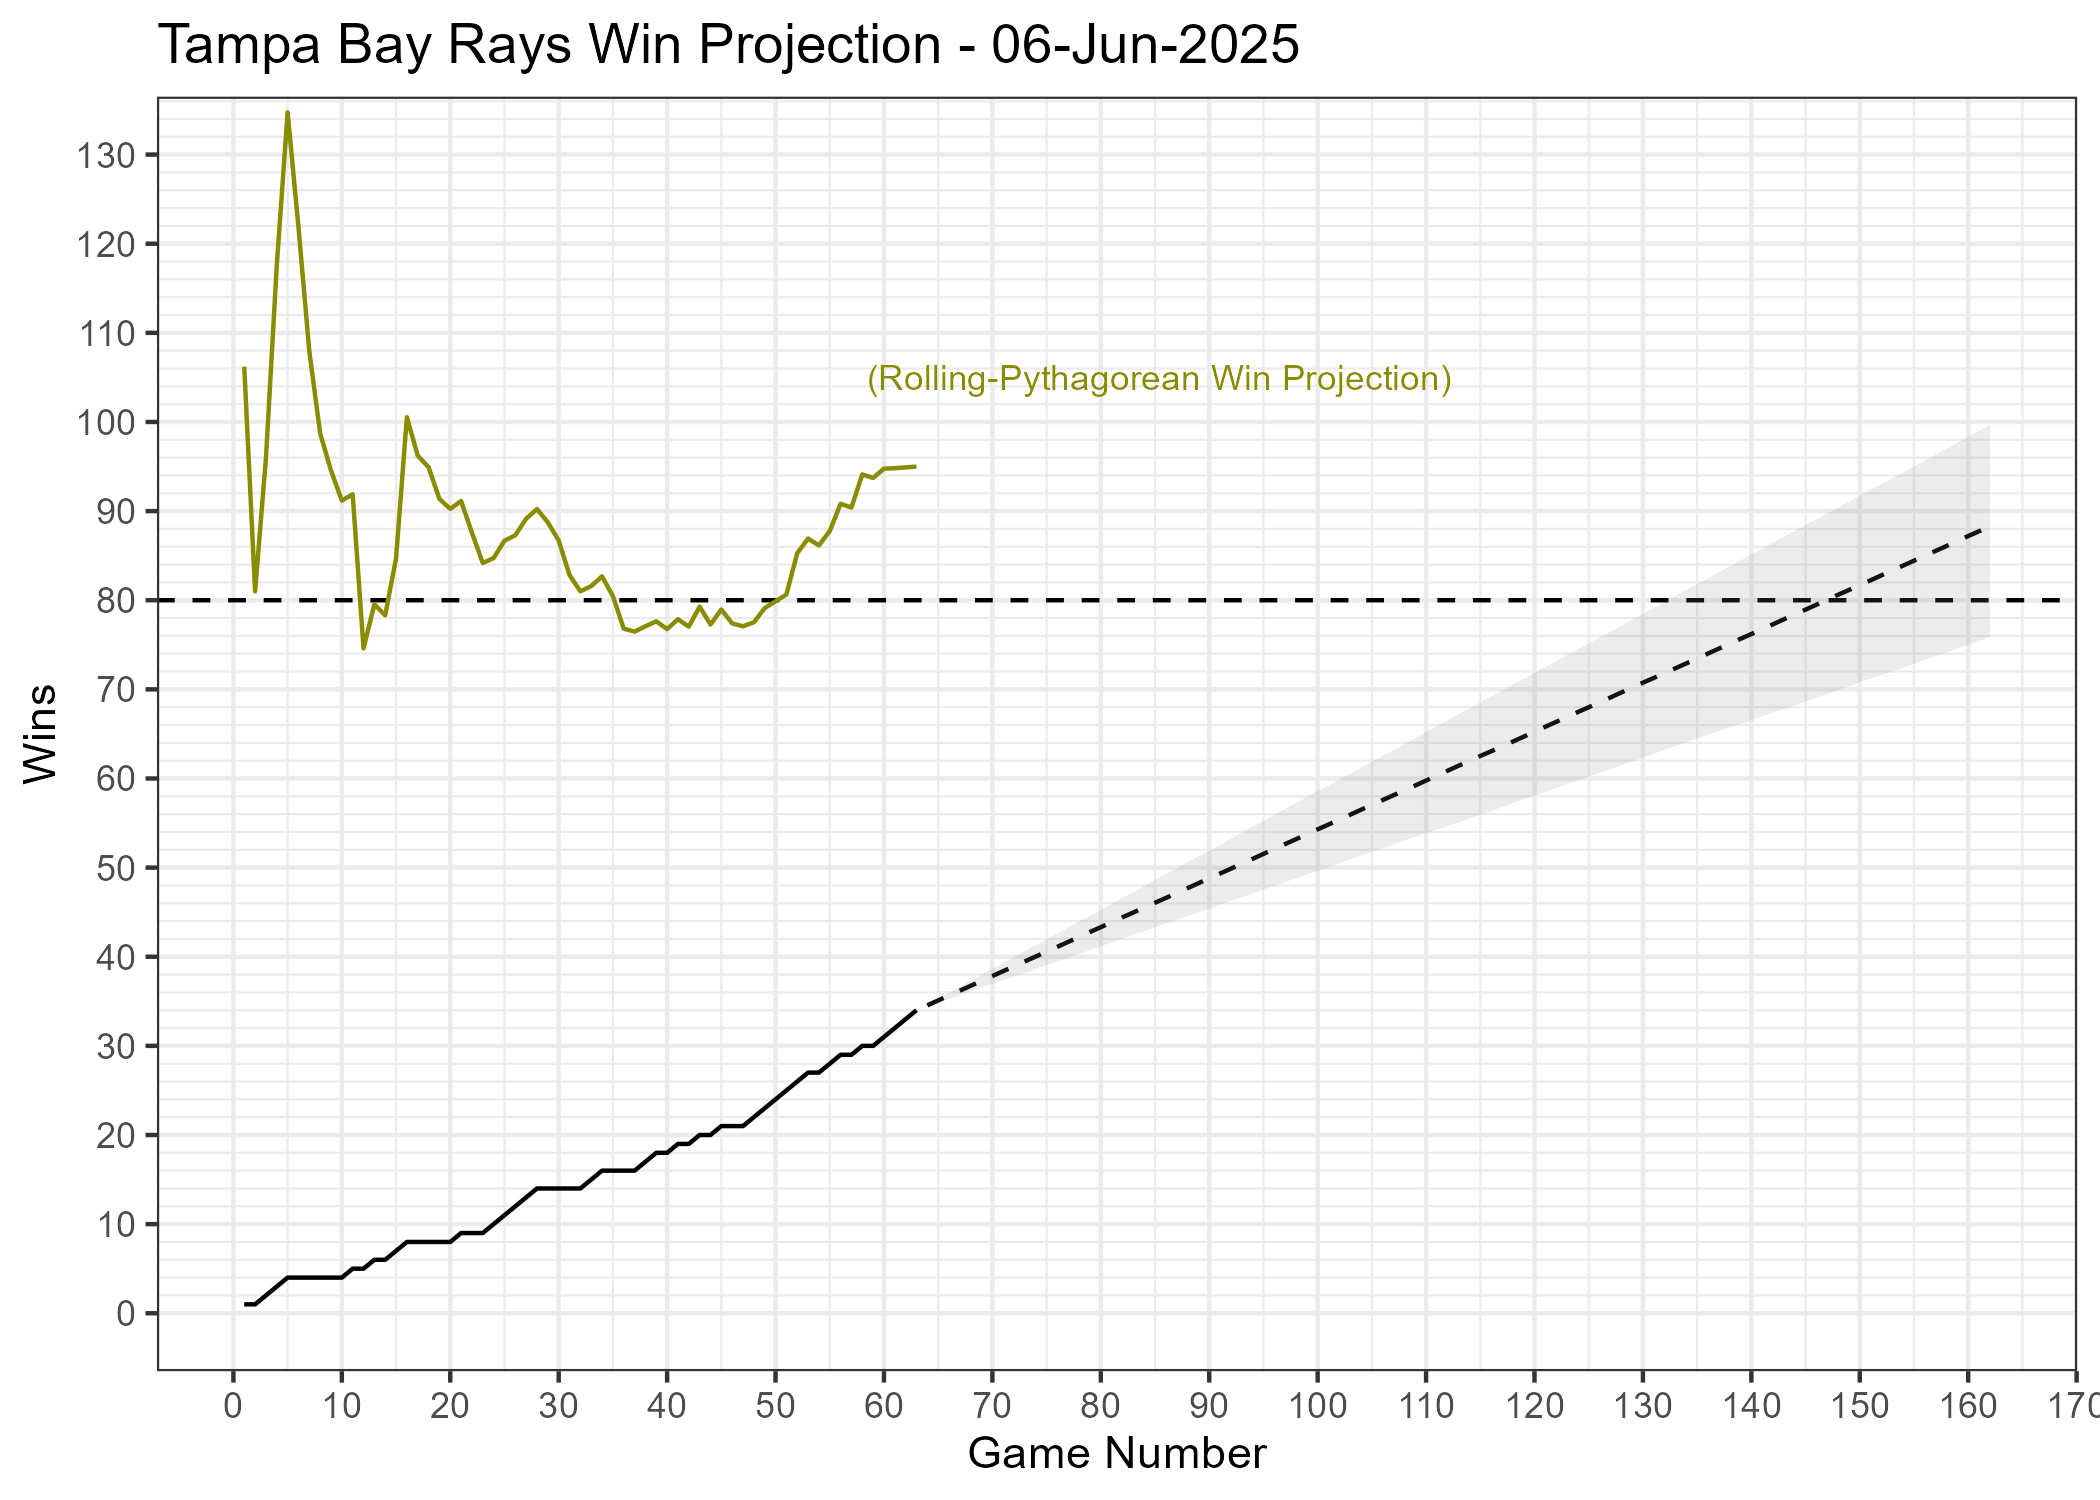 Tampa Bay Rays Win Projection - 06-Jun-2025
130
120
110
100
90
80
70
60
50
40
30
20
10
0
Wins
(Rolling-Pythagorean Win Projection)
0 10 20 30 40 50 60 70 80 90 100 110 120 130 140 150 160 170
Game Number